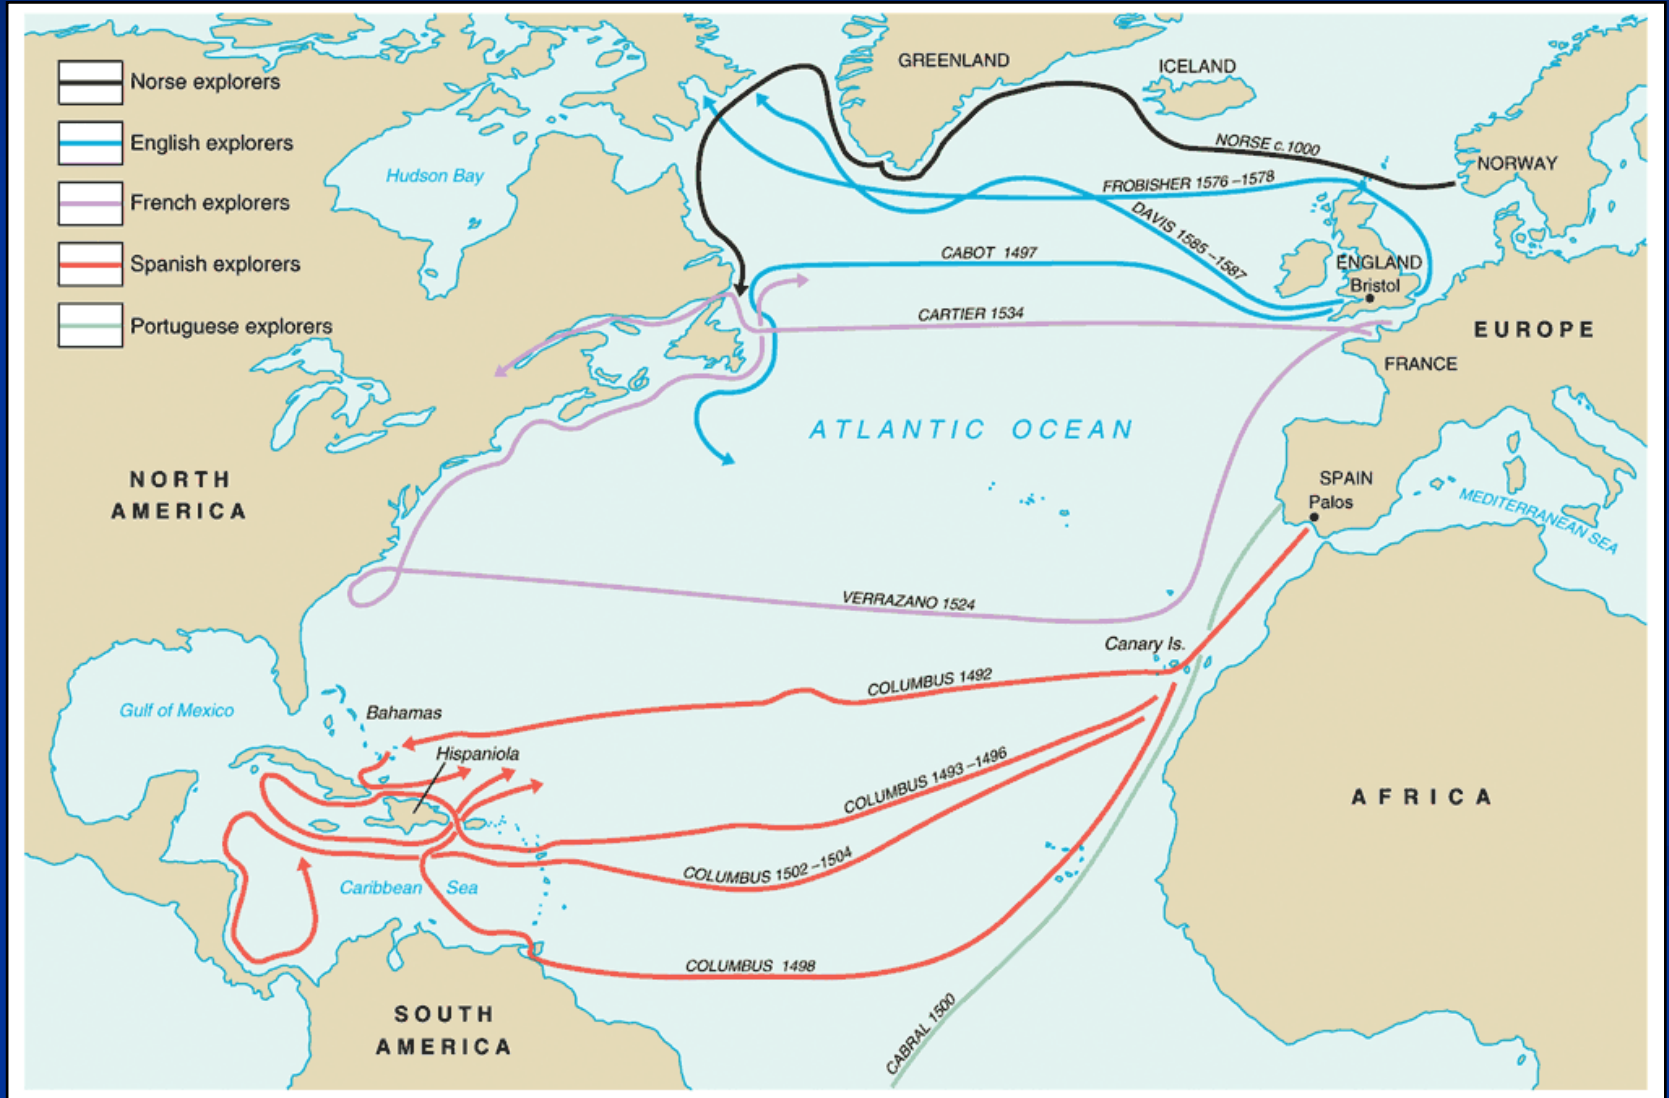 Norse explorers
English explorers
French explorers
Spanish explorers
Portuguese explorers
GREENLAND
ICELAND
NORWAY
Hudson Bay
NORSE c.1000
FROBISHER 1576 –1578
DAVIS 1585 –1587
CABOT 1497
ENGLAND
Bristol
CARTIER 1534
EUROPE
FRANCE
ATLANTIC OCEAN
NORTH
AMERICA
SPAIN
Palos
MEDITERRANEAN SEA
VERRAZANO 1524
Canary Is.
COLUMBUS 1492
Gulf of Mexico
Bahamas
Hispaniola
COLUMBUS 1493 –1496
AFRICA
COLUMBUS 1502 –1504
Caribbean Sea
COLUMBUS 1498
SOUTH
AMERICA
CABRAL 1500